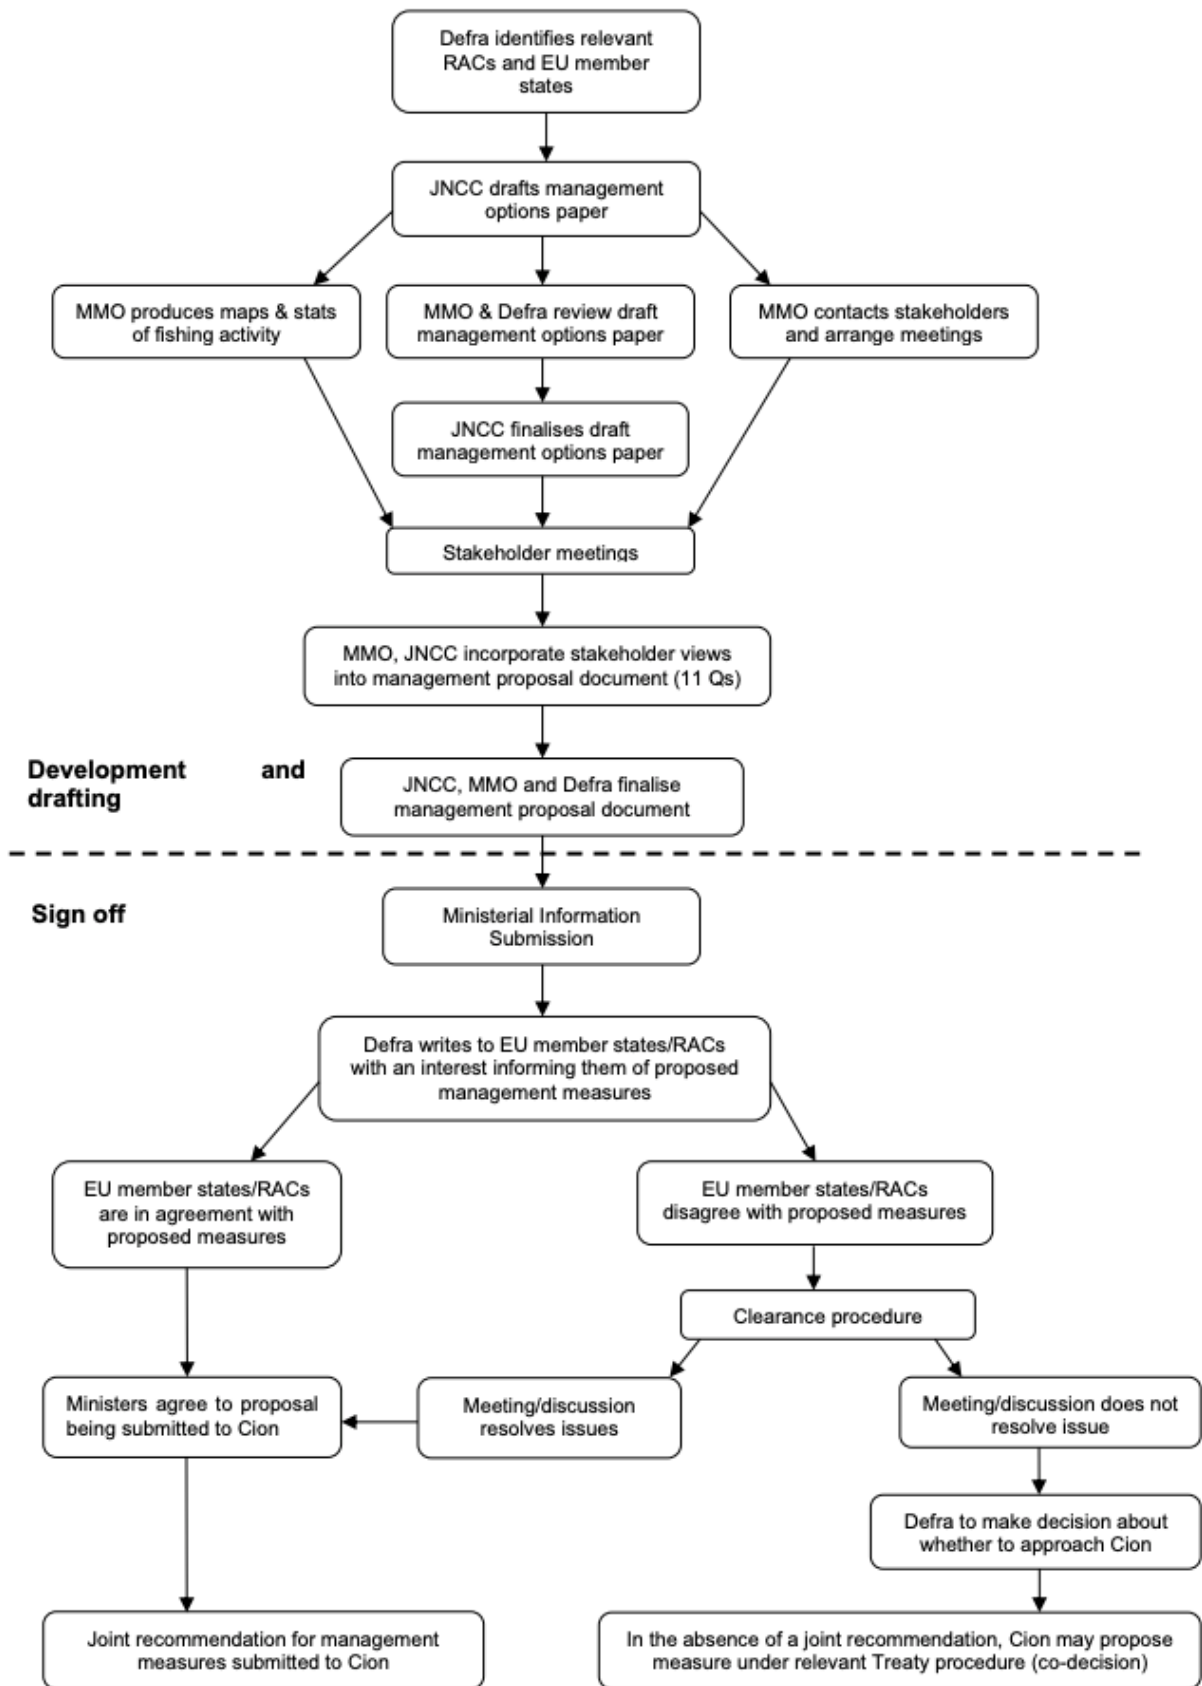 Defra identifies relevant
RACs and EU member
states
JNCC drafts management
options paper
MMO produces maps & stats
of fishing activity
MMO & Defra review draft
management options paper
MMO contacts stakeholders
and arrange meetings
JNCC finalises draft
management options paper
Stakeholder meetings
MMO, JNCC incorporate stakeholder views
into management proposal document (11 Qs)
Development and
drafting
JNCC, MMO and Defra finalise
management proposal document
Sign off
Ministerial Information
Submission
Defra writes to EU member states/RACs
with an interest informing them of proposed
management measures
EU member states/RACs
are in agreement with
proposed measures
EU member states/RACs
disagree with proposed measures
Clearance procedure
Ministers agree to proposal
being submitted to Cion
Meeting/discussion
resolves issues
Meeting/discussion does not
resolve issue
Defra to make decision about
whether to approach Cion
Joint recommendation for management
measures submitted to Cion
In the absence of a joint recommendation, Cion may propose
measure under relevant Treaty procedure (co-decision)